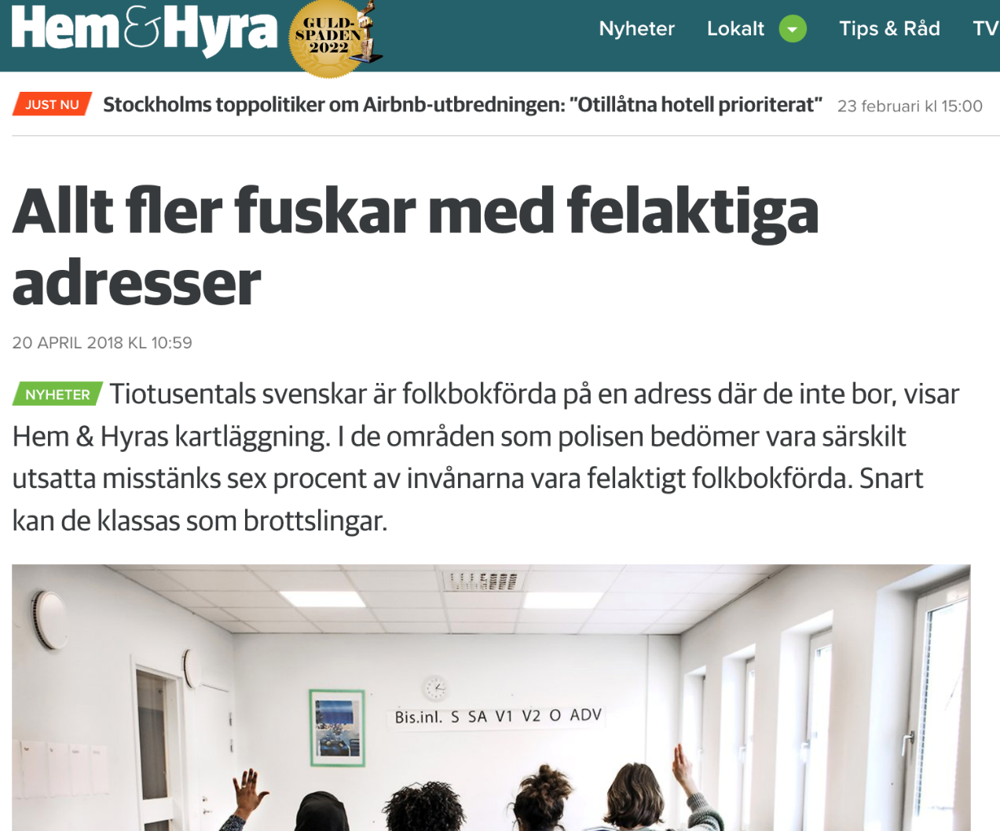 Hem&Hyra
GULD-
SPADEN
2022
Nyheter Lokalt Tips & Råd TV
JUST NU Stockholms toppolitiker om Airbnb-utbredningen: "Otillåtna hotell prioriterat" 23 februari kl 15:00
Allt fler fuskar med felaktiga
adresser
20 APRIL 2018 KL 10:59
NYHETER Tiotusentals svenskar är folkbokförda på en adress där de inte bor, visar
Hem & Hyras kartläggning. I de områden som polisen bedömer vara särskilt
utsatta misstänks sex procent av invånarna vara felaktigt folkbokförda. Snart
kan de klassas som brottslingar.
Bis.inl. S SA V1 V2 O ADV